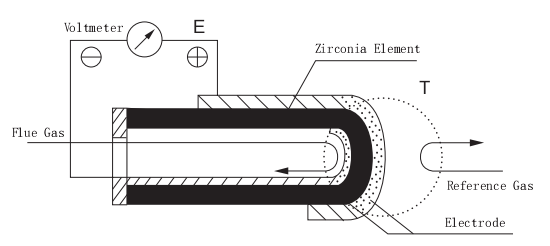 Voltmeter
E
Zirconia Element
T
Flue Gas
Reference Gas
Electrode